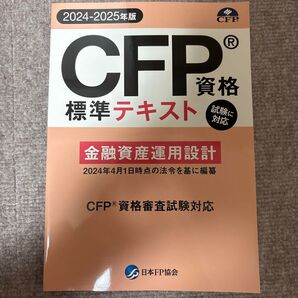 2024-2025年版
CFP
CFP®資格
標準テキスト
試験に
対応
金融資産運用設計
2024年4月1日時点の法令を基に編纂
CFP®資格審査試験対応
日本FP協会